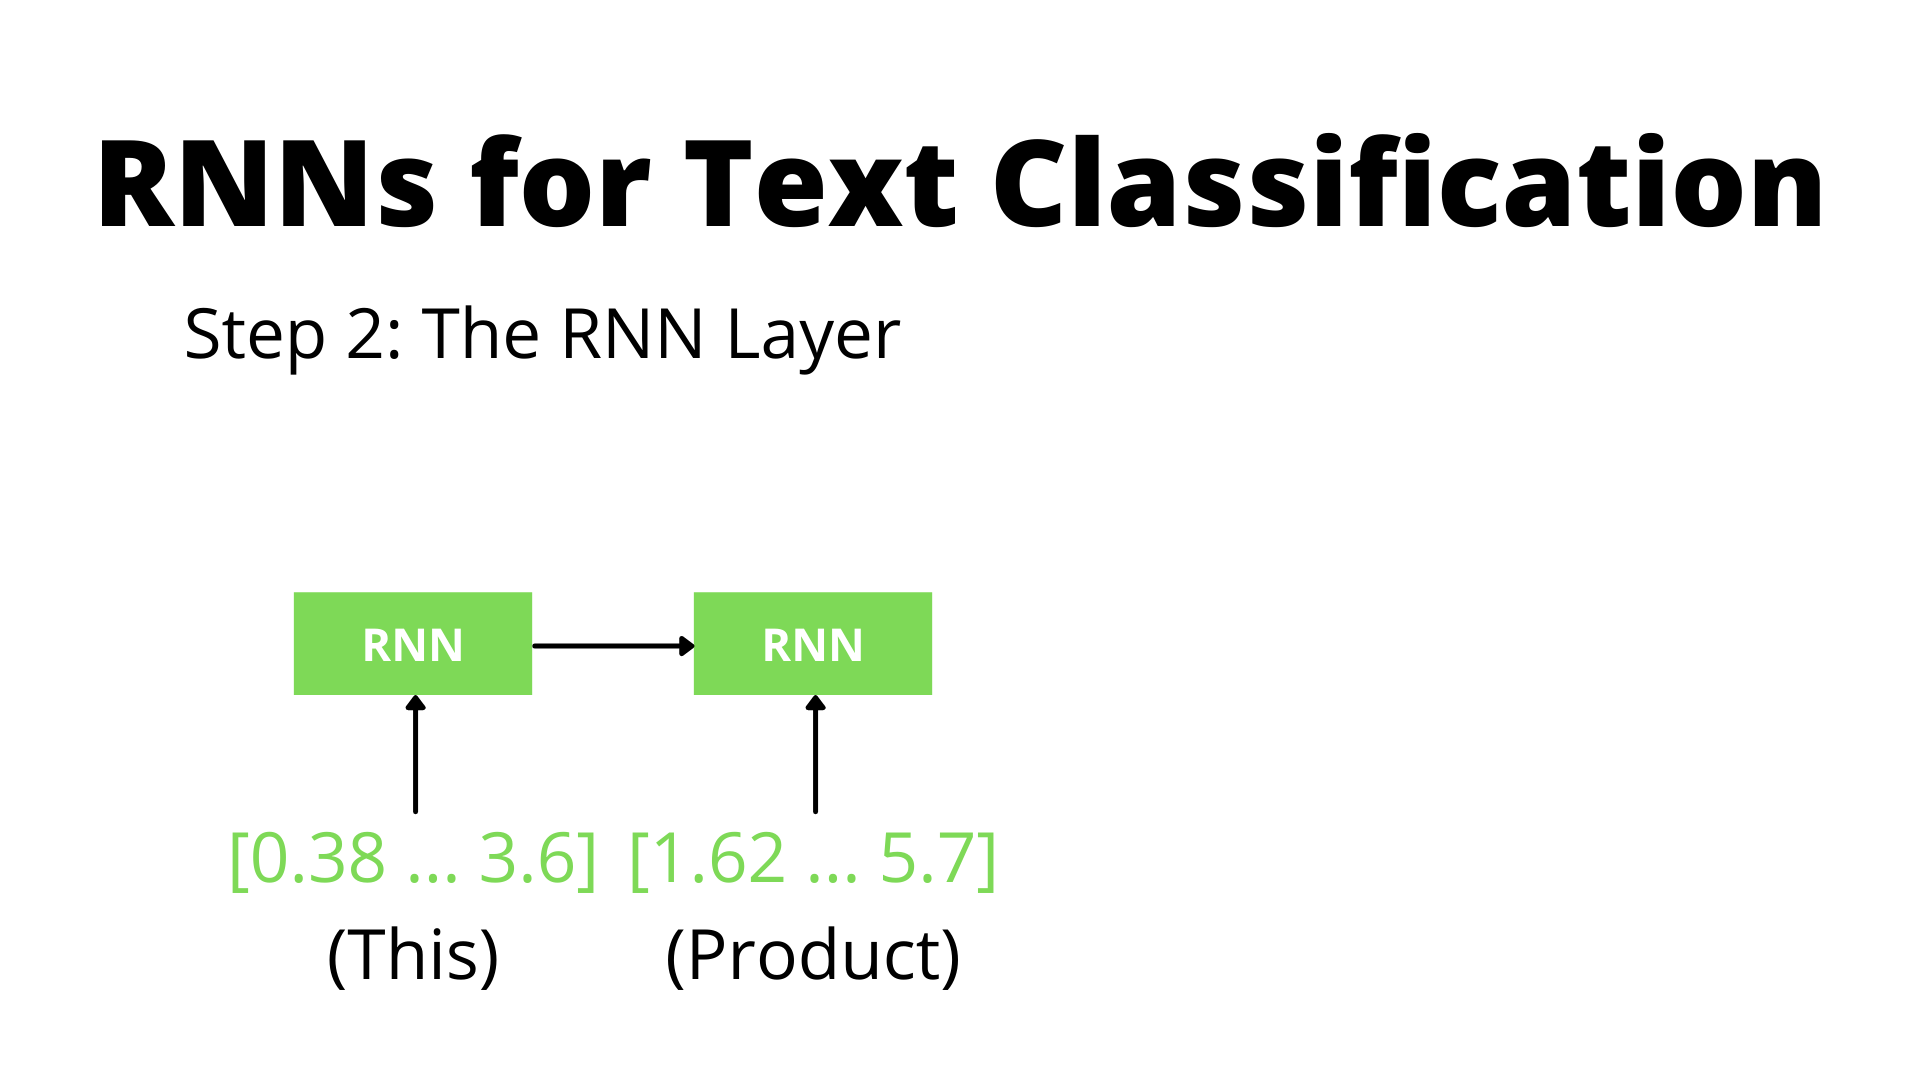 RNNs for Text Classification
Step 2: The RNN Layer
RNN RNN
[0.38 ... 3.6] [1.62 ... 5.7]
(This) (Product)